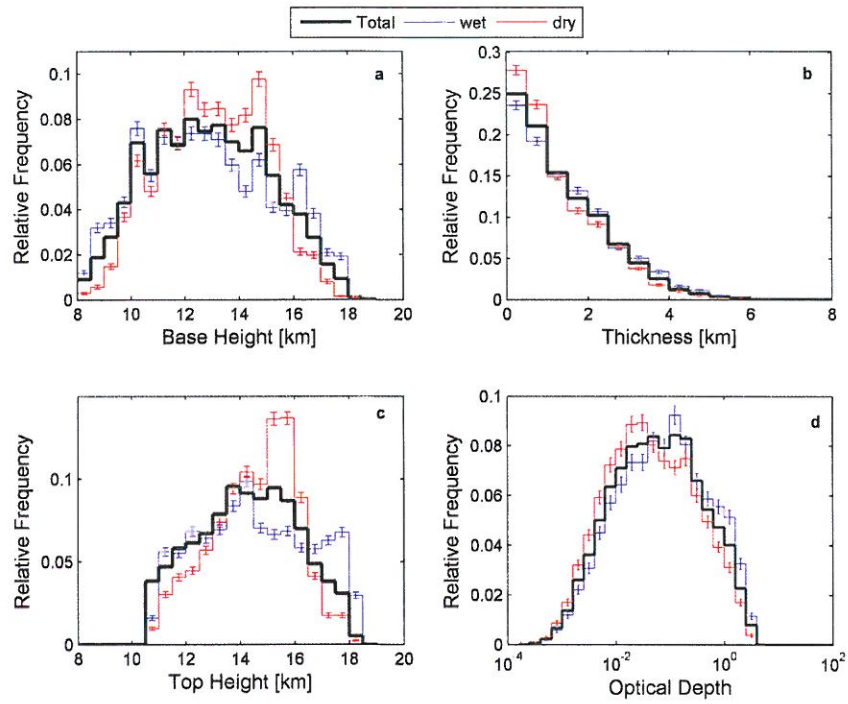 Total wet dry
a
Relative Frequency
0.1
0.08
0.06
0.04
0.02
0
8 10 12 14 16 18 20
Base Height [km]
b
Relative Frequency
0.3
0.25
0.2
0.15
0.1
0.05
0
0 2 4 6 8
Thickness [km]
c
Relative Frequency
0.1
0.05
0
8 10 12 14 16 18 20
Top Height [km]
d
Relative Frequency
0.1
0.08
0.06
0.04
0.02
0
10^-4 10^-2 10^0 10^2
Optical Depth